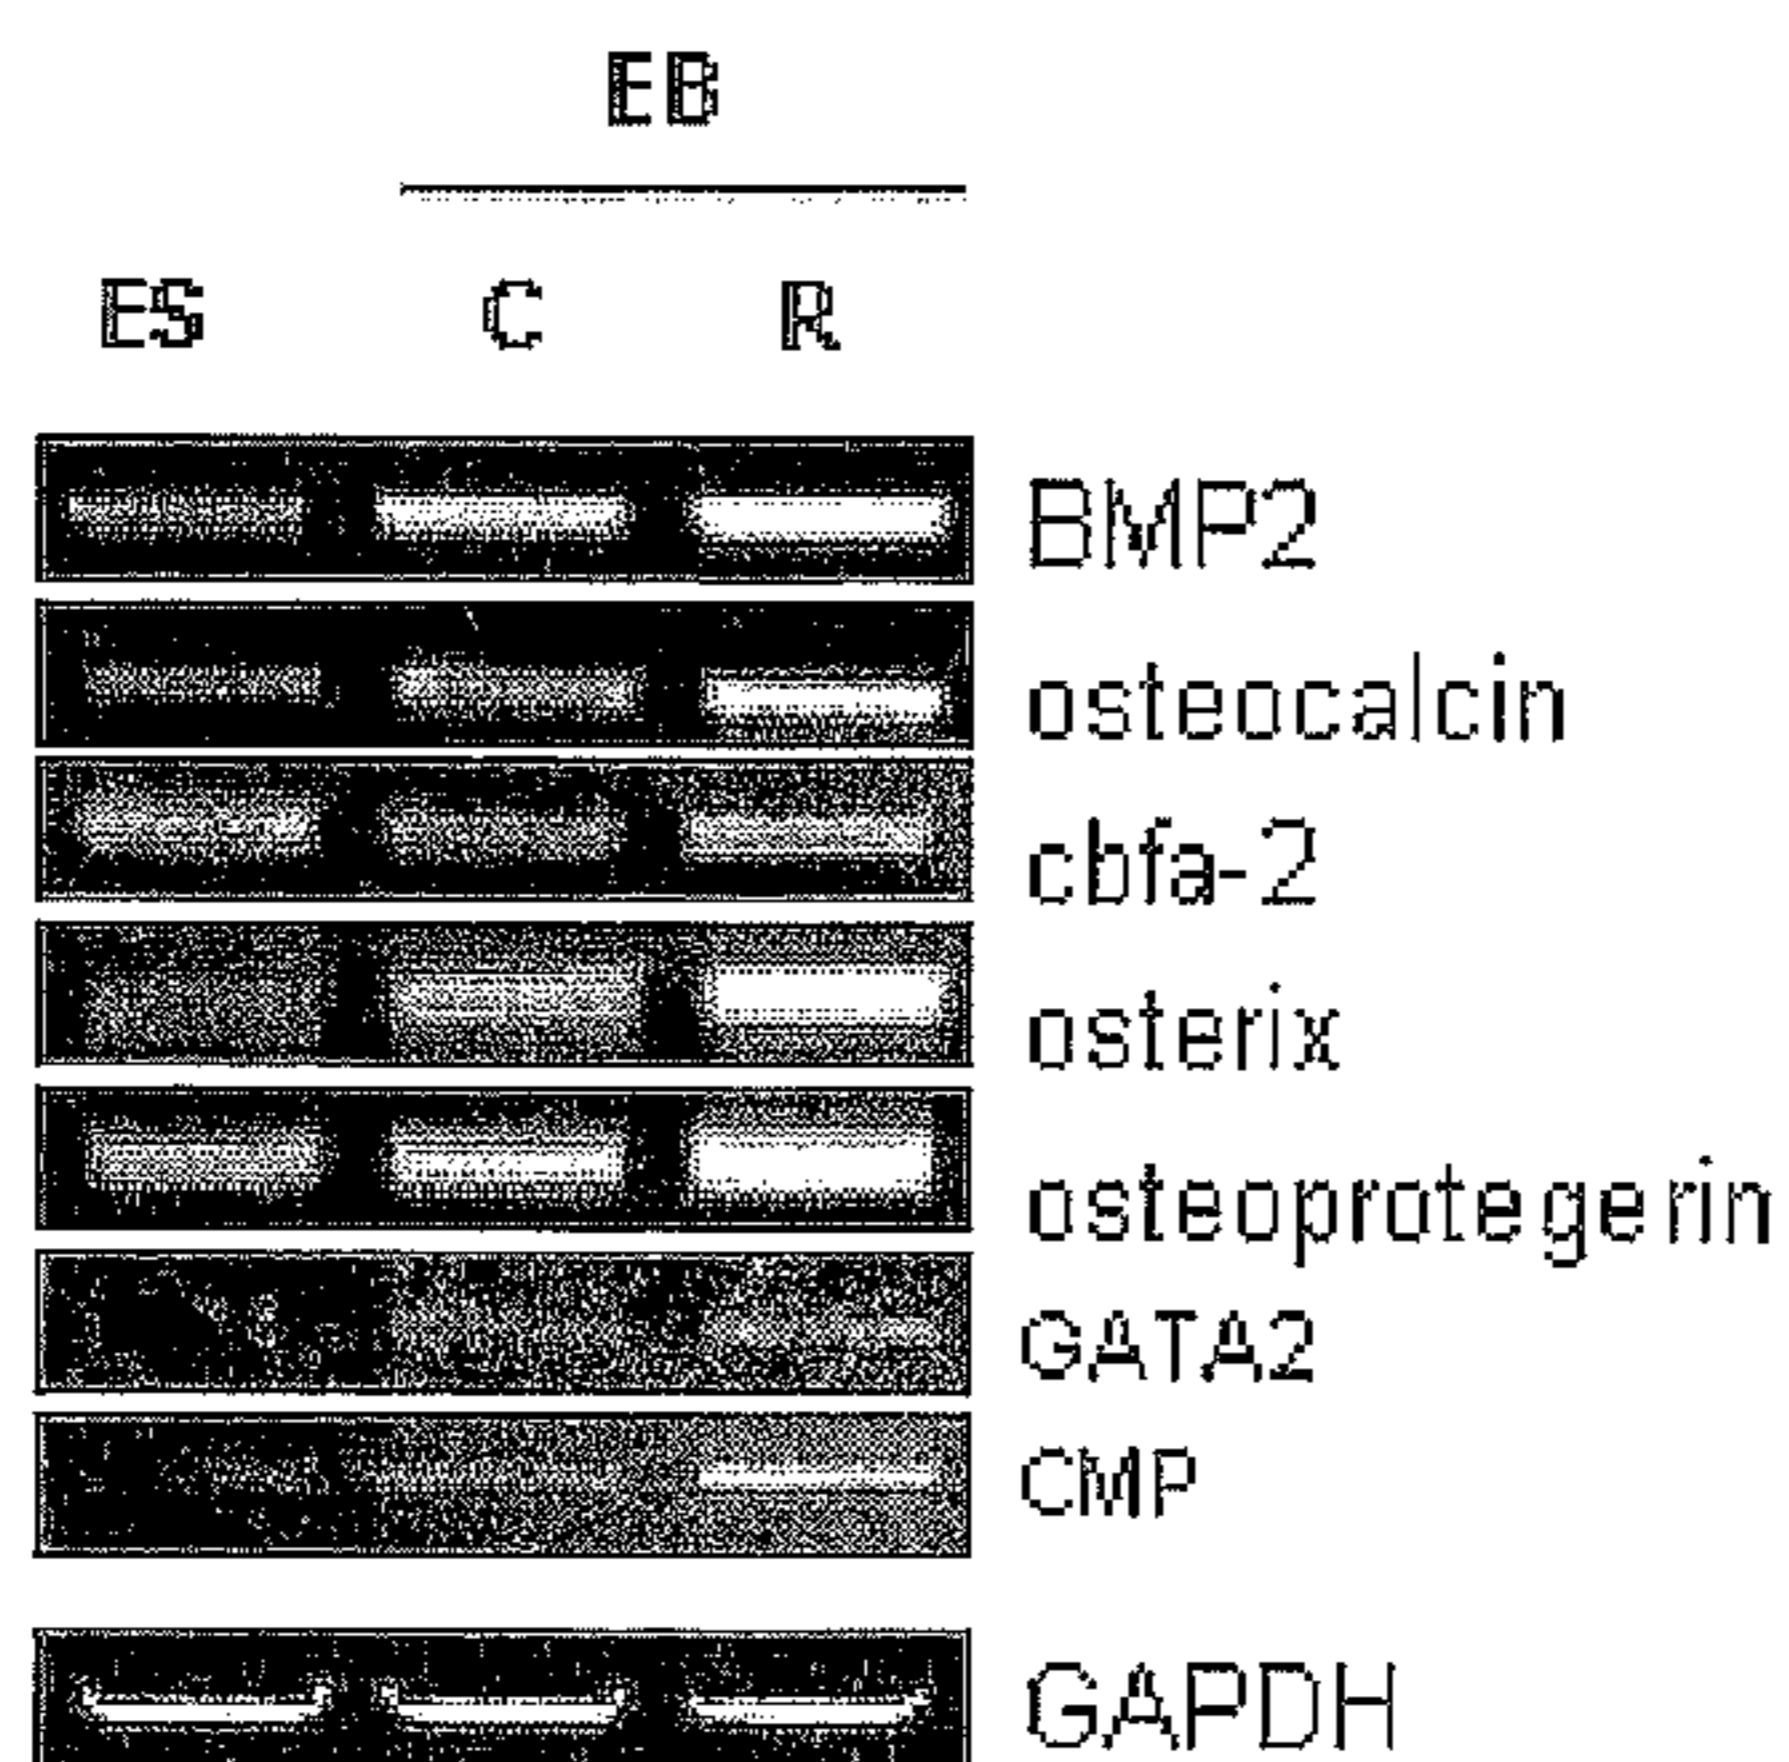 EB
ES C R
BMP2
osteocalcin
cbfa-2
osterix
osteoprotegerin
GATA2
CMP
GAPDH